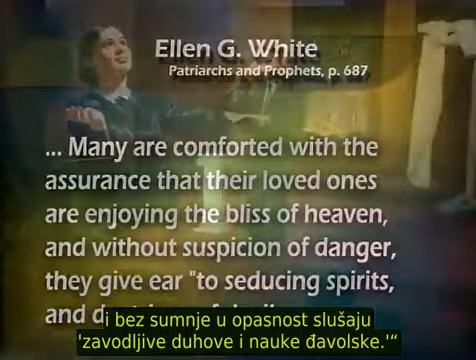 Ellen G. White
Patriarchs and Prophets, p. 687
... Many are comforted with the
assurance that their loved ones
are enjoying the bliss of heaven,
and without suspicion of danger,
they give ear "to seducing spirits,
and
i bez sumnje u opasnost slušaju
'zavodljive duhove i nauke đavolske.'“